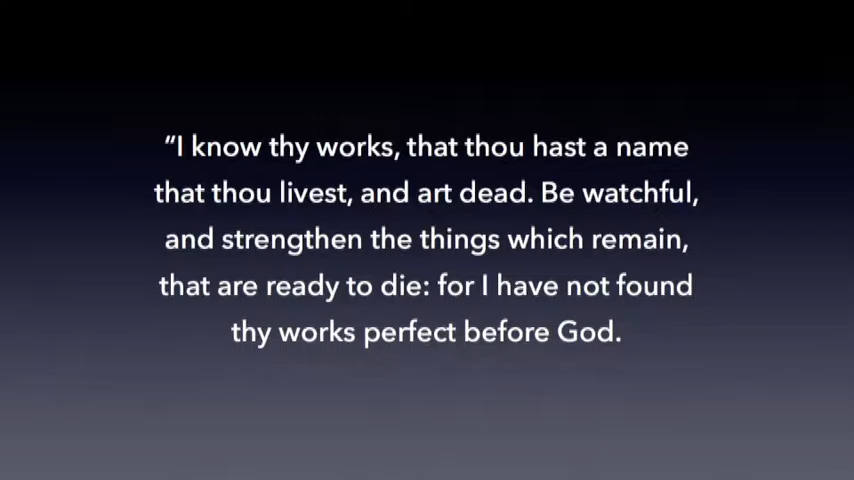 “I know thy works, that thou hast a name
that thou livest, and art dead. Be watchful,
and strengthen the things which remain,
that are ready to die: for I have not found
thy works perfect before God.